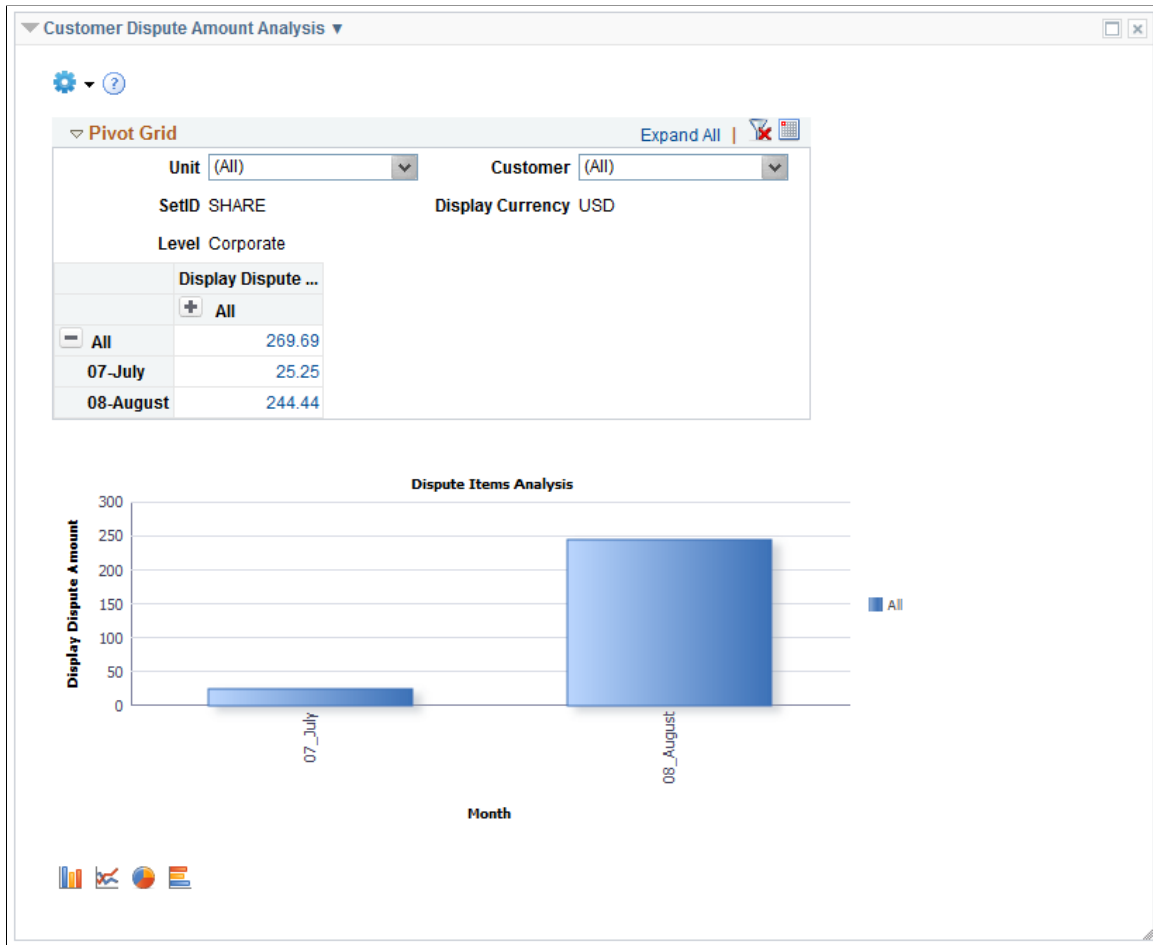 Customer Dispute Amount Analysis ▼
?
Pivot Grid Expand All |
Unit (All) Customer (All)
SetID SHARE Display Currency USD
Level Corporate
Display Dispute ...
All
All 269.69
07-July 25.25
08-August 244.44
Dispute Items Analysis
Display Dispute Amount
300
250
200
150
100
50
0
All
07_July
08_August
Month